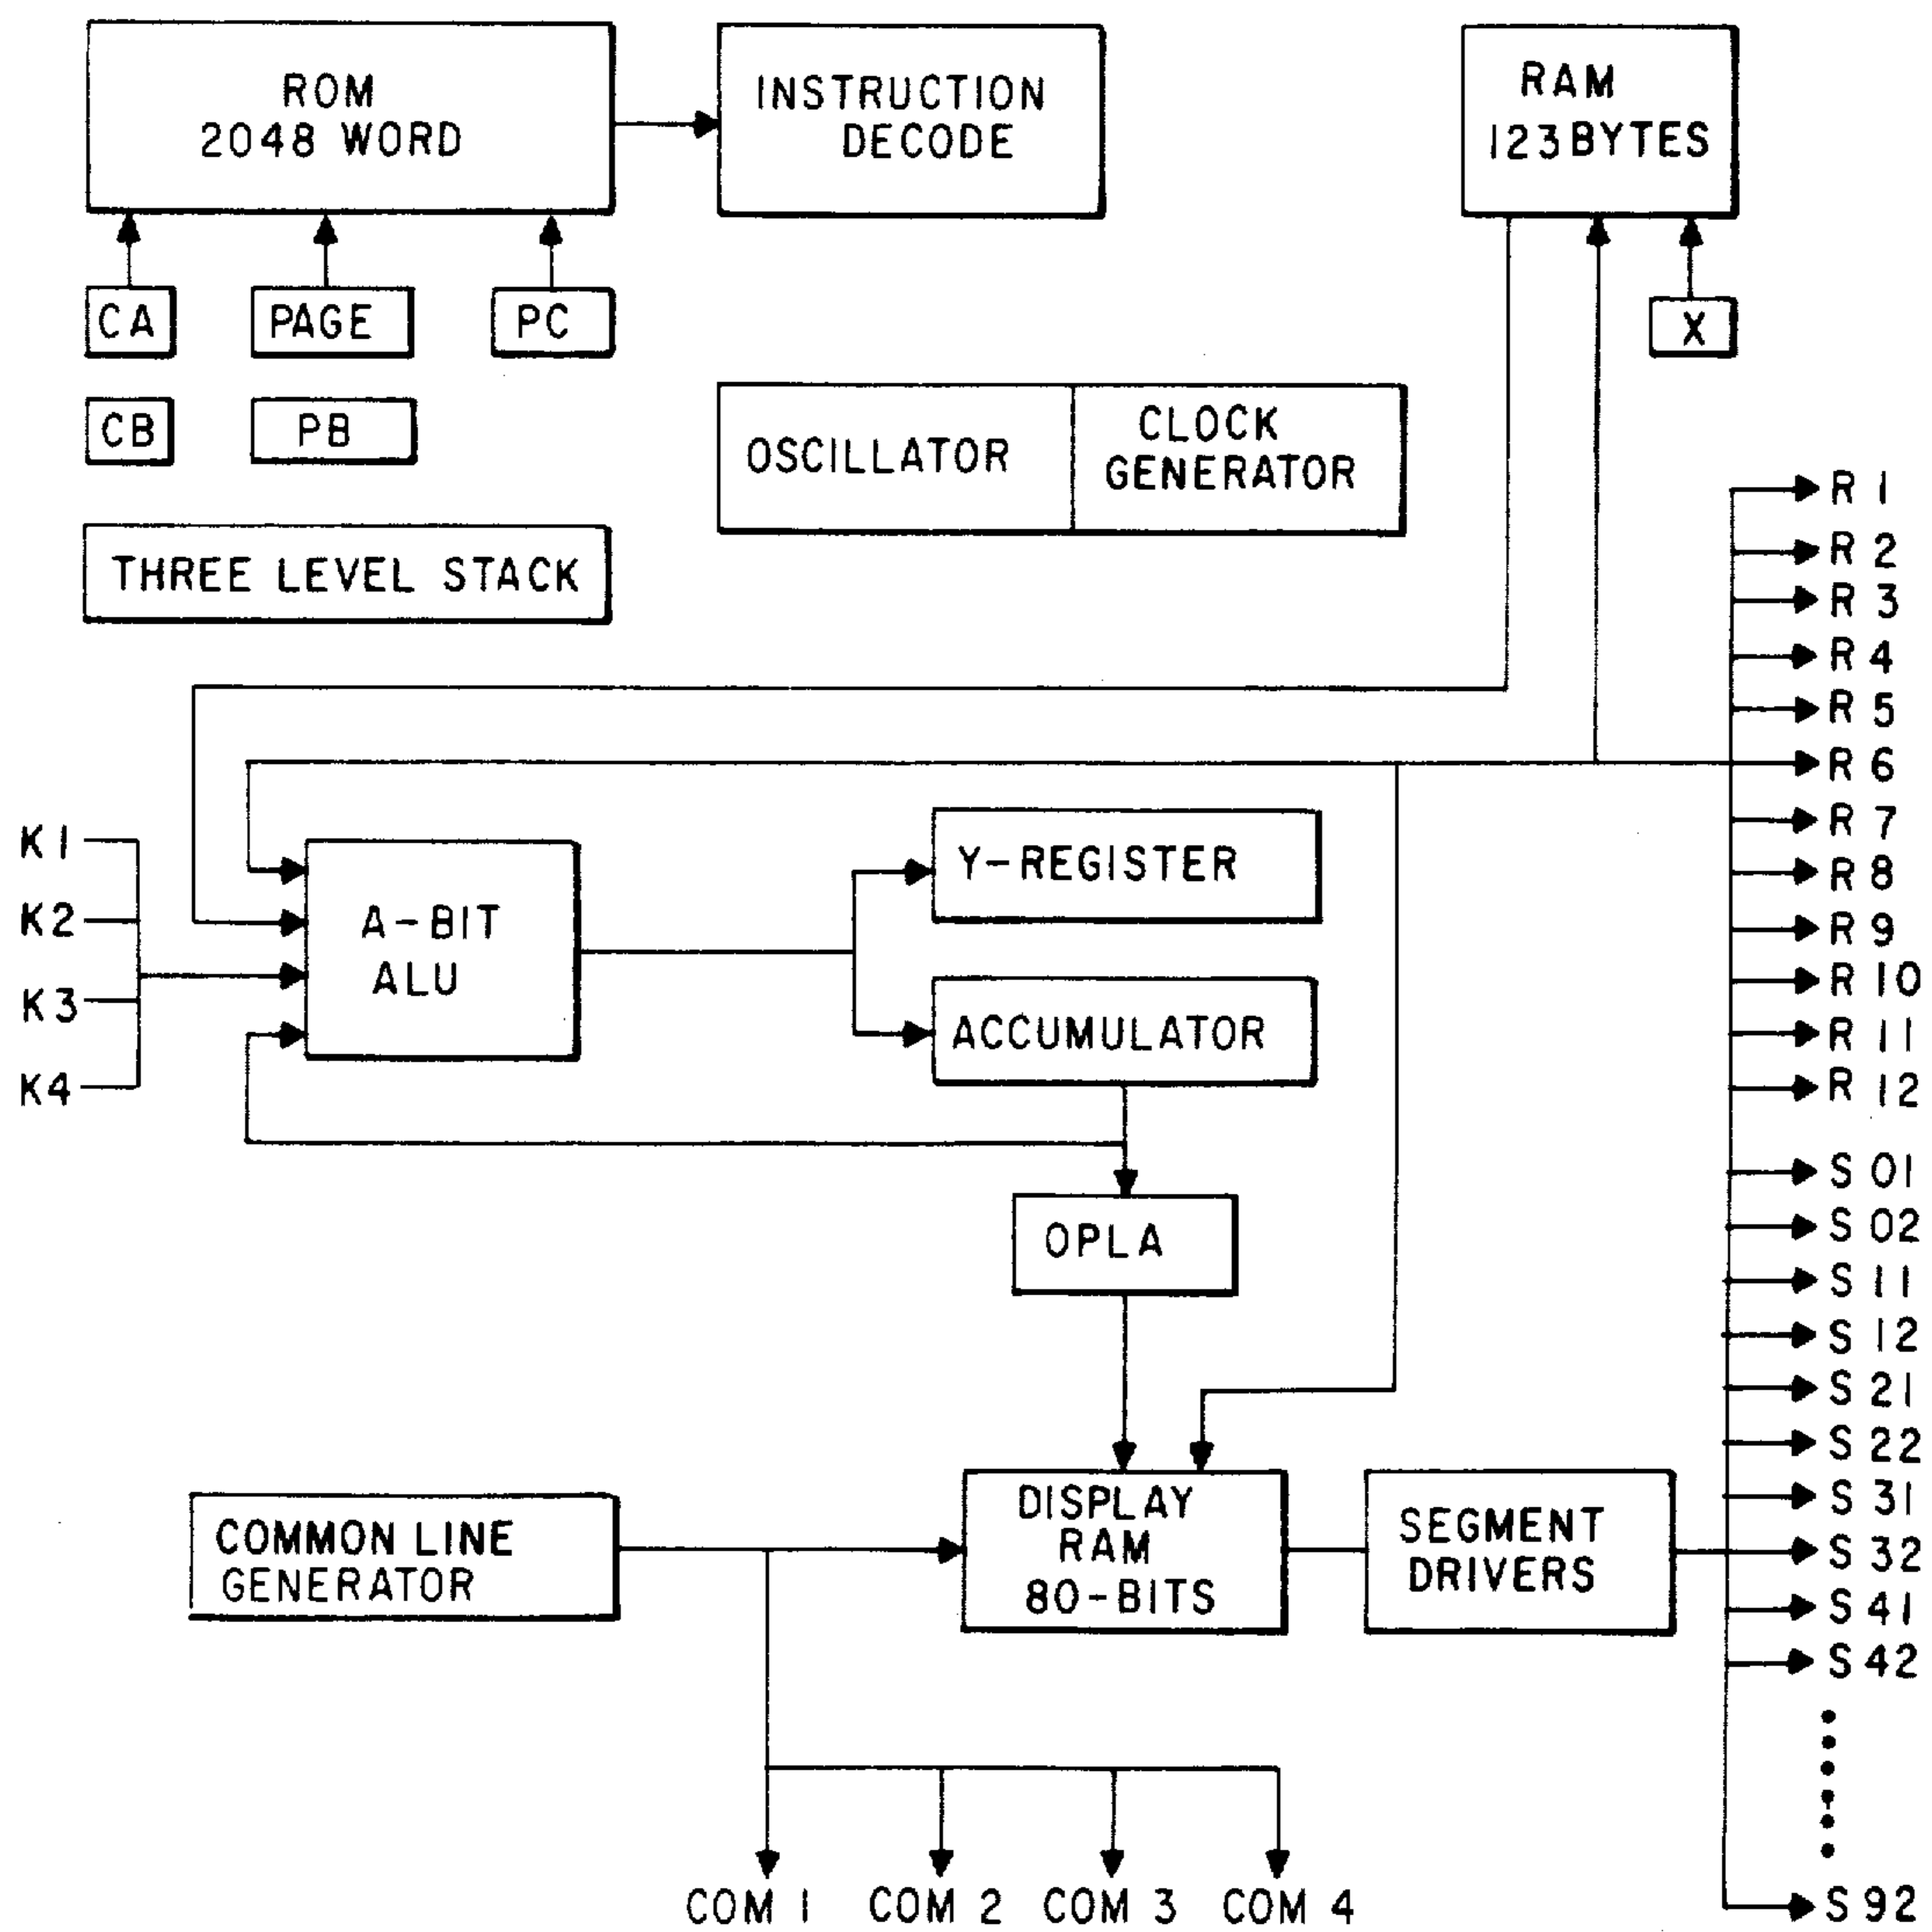 ROM
2048 WORD
INSTRUCTION
DECODE
RAM
123 BYTES
CA
PAGE
PC
X
CB
PB
OSCILLATOR
CLOCK
GENERATOR
THREE LEVEL STACK
R 1
R 2
R 3
R 4
R 5
R 6
R 7
R 8
R 9
R 10
R 11
R 12
K1
K2
K3
K4
A-BIT
ALU
Y-REGISTER
ACCUMULATOR
OPLA
S 01
S 02
S 11
S 12
S 21
S 22
S 31
S 32
S 41
S 42
S 92
COMMON LINE
GENERATOR
DISPLAY
RAM
80-BITS
SEGMENT
DRIVERS
COM 1
COM 2
COM 3
COM 4